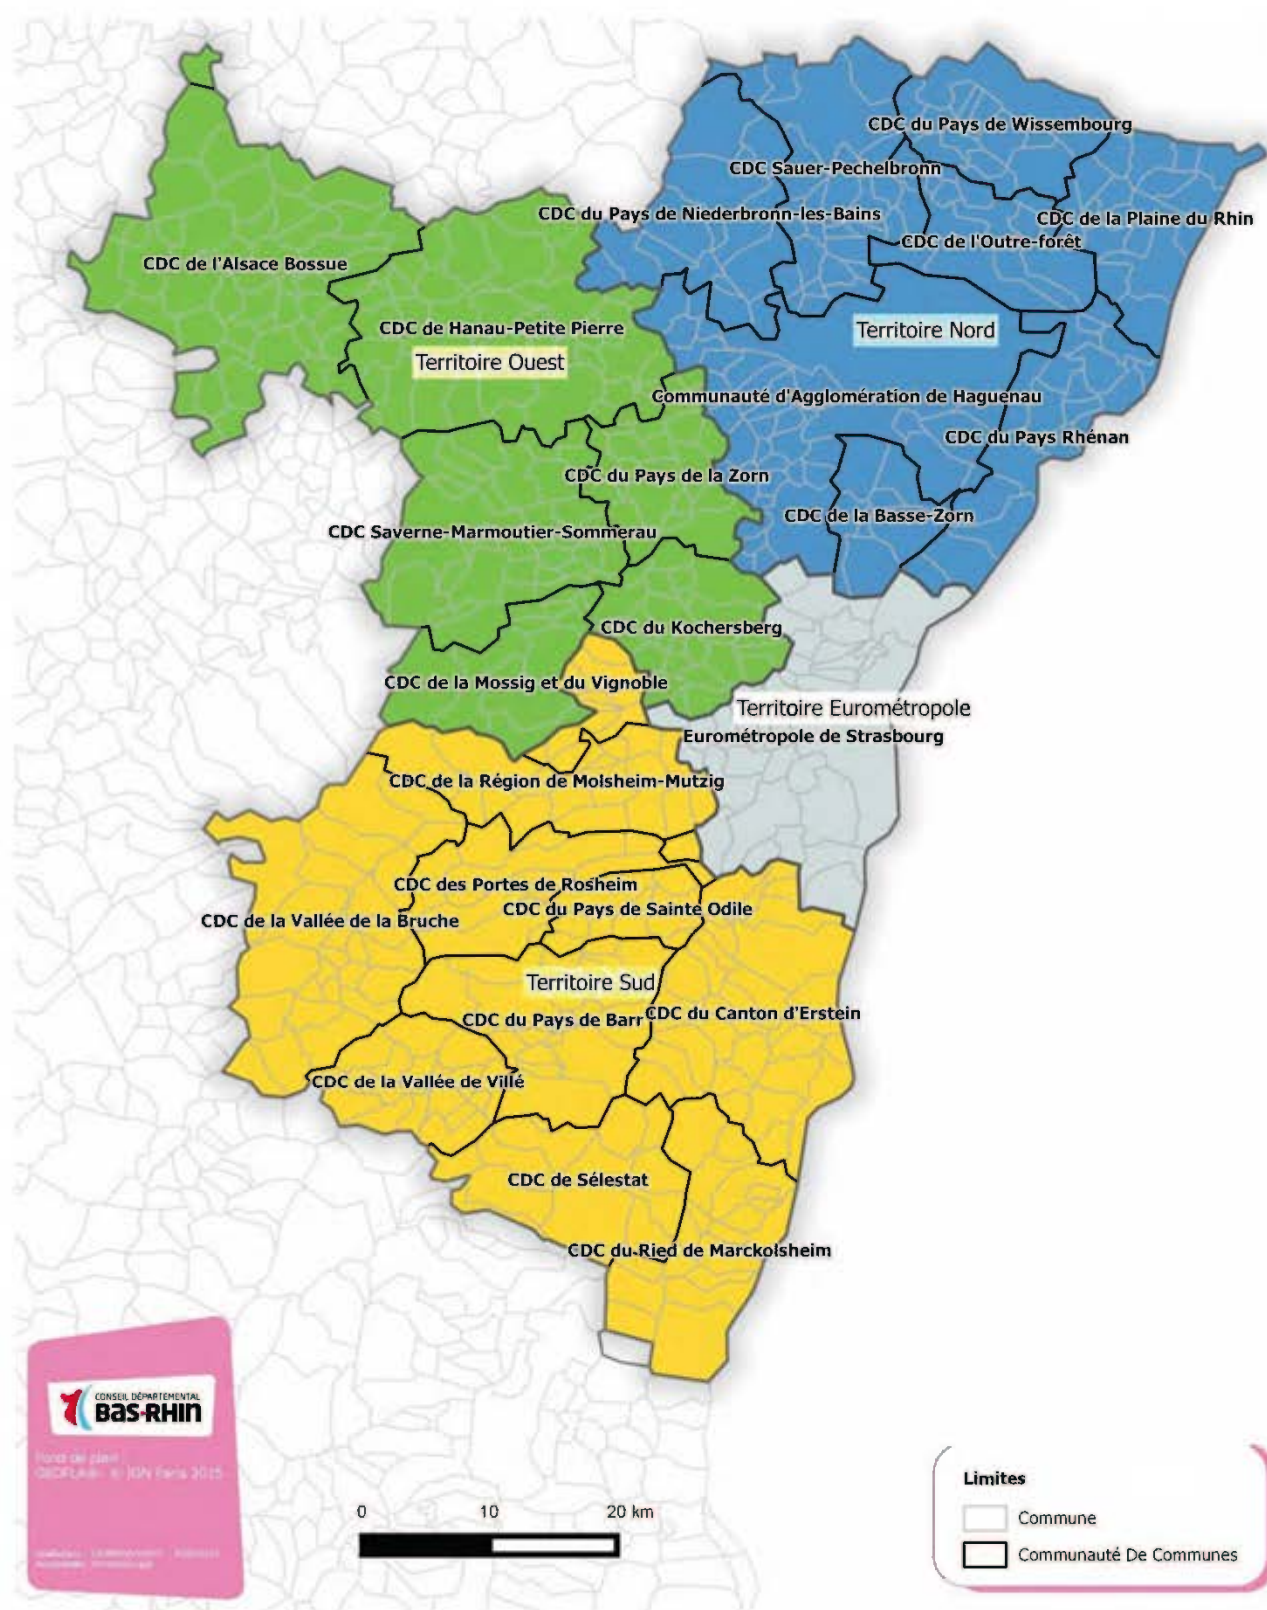 CDC du Pays de Wissembourg
CDC Sauer-Pechelbronn
CDC du Pays de Niederbronn-les-Bains
CDC de la Plaine du Rhin
CDC de l'Outre-forêt
CDC de l'Alsace Bossue
CDC de Hanau-Petite Pierre
Territoire Nord
Territoire Ouest
Communauté d'Agglomération de Haguenau
CDC du Pays Rhénan
CDC du Pays de la Zorn
CDC de la Basse-Zorn
CDC Saverne-Marmoutier-Sommerau
CDC du Kochersberg
CDC de la Mossig et du Vignoble
Territoire Eurométropole
Eurométropole de Strasbourg
CDC de la Région de Molsheim-Mutzig
CDC des Portes de Rosheim
CDC du Pays de Sainte Odile
CDC de la Vallée de la Bruche
Territoire Sud
CDC du Canton d'Erstein
CDC du Pays de Barr
CDC de la Vallée de Villé
CDC de Sélestat
CDC du Ried de Marckolsheim
CONSEIL DÉPARTEMENTAL
BAS-RHIN
Fond de plan
GEOFLA® © IGN Paris 2015
0 10 20 km
Limites
Commune
Communauté De Communes